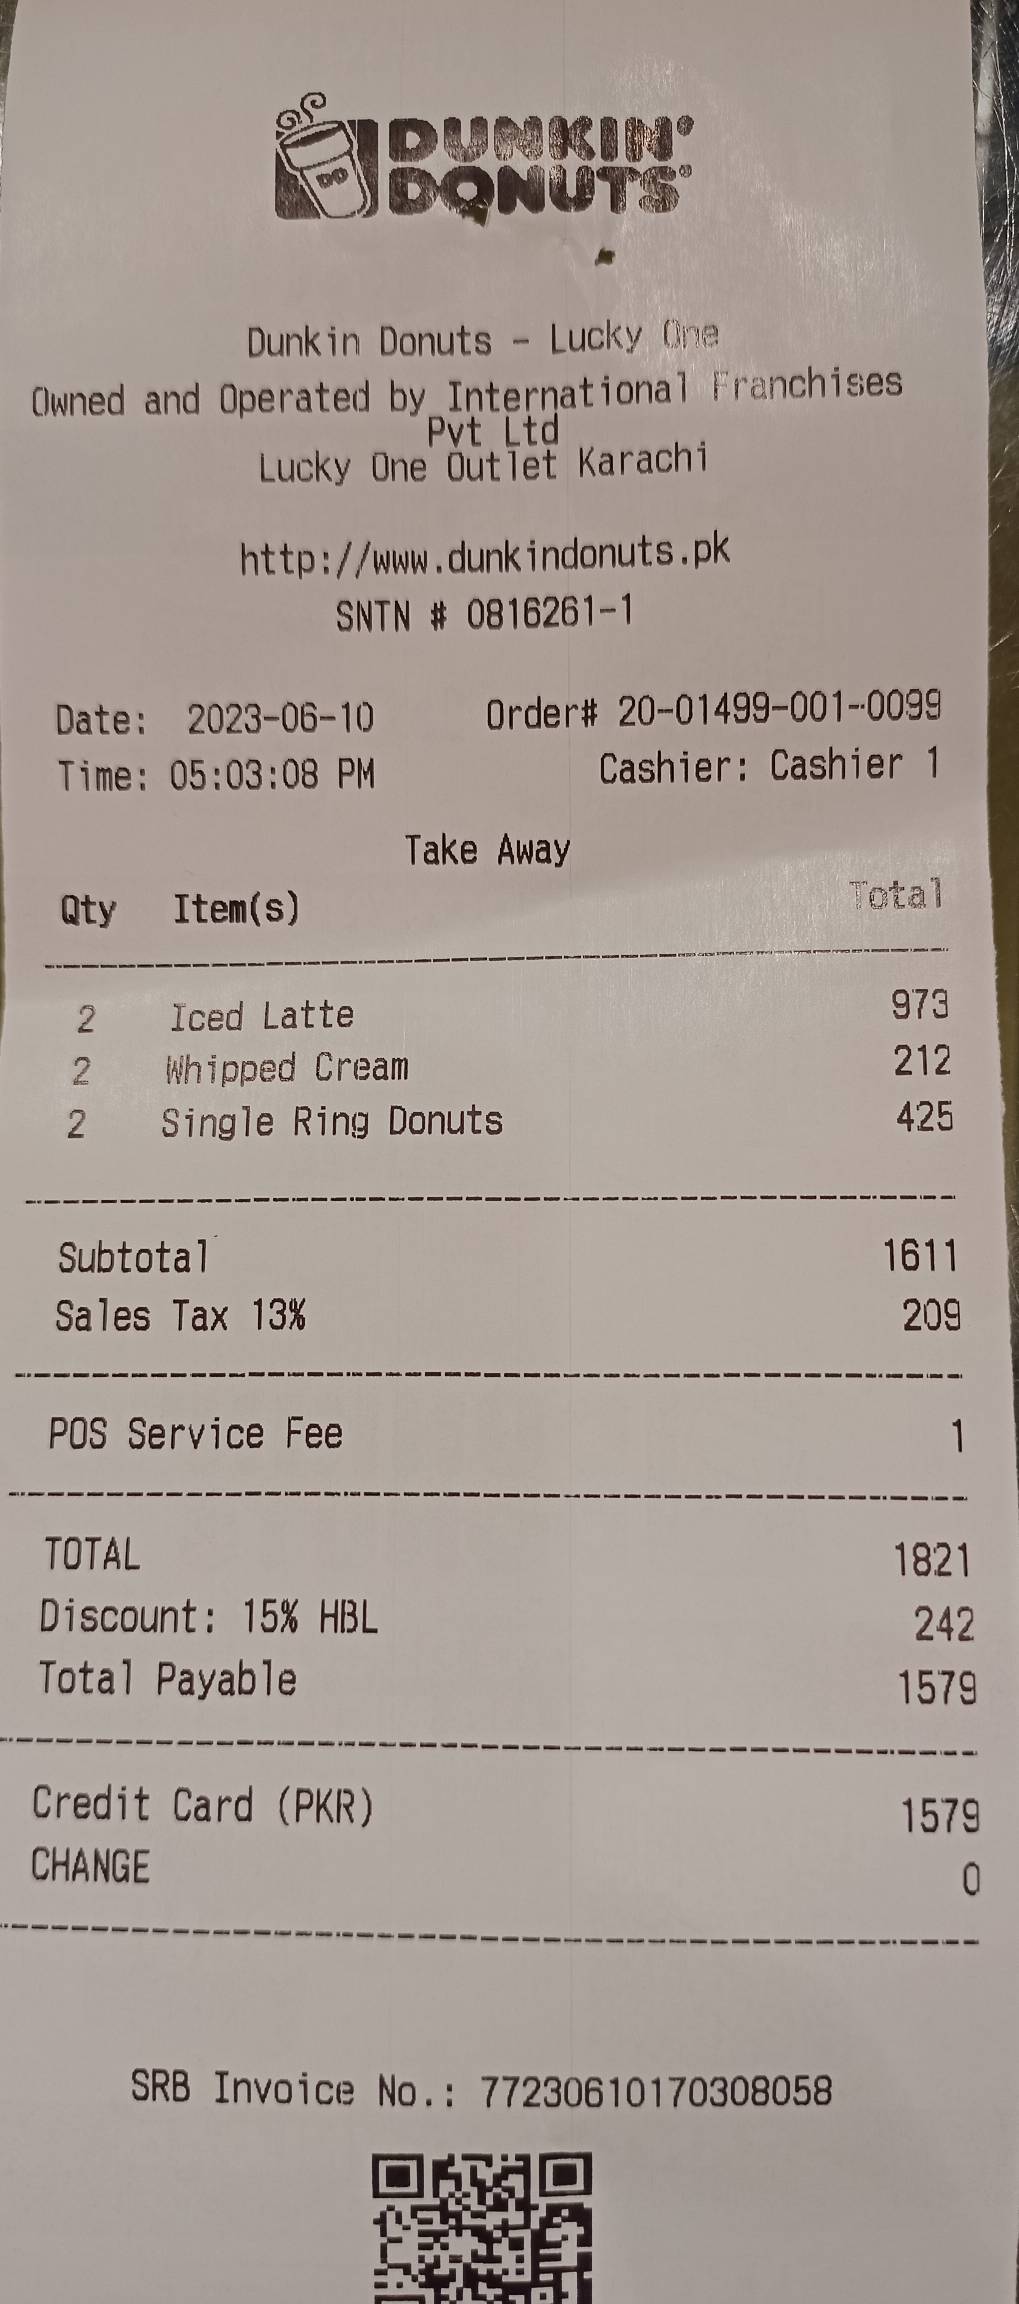 DUNKIN'
DONUTS
Dunkin Donuts - Lucky One
Owned and Operated by International Franchises
Pvt Ltd
Lucky One Outlet Karachi
http://www.dunkindonuts.pk
SNTN # 0816261-1
Date: 2023-06-10 Order# 20-01499-001-0099
Time: 05:03:08 PM Cashier: Cashier 1
Take Away
Qty Item(s) Total
2 Iced Latte 973
2 Whipped Cream 212
2 Single Ring Donuts 425
Subtotal 1611
Sales Tax 13% 209
POS Service Fee 1
TOTAL 1821
Discount: 15% HBL 242
Total Payable 1579
Credit Card (PKR) 1579
CHANGE 0
SRB Invoice No.: 77230610170308058